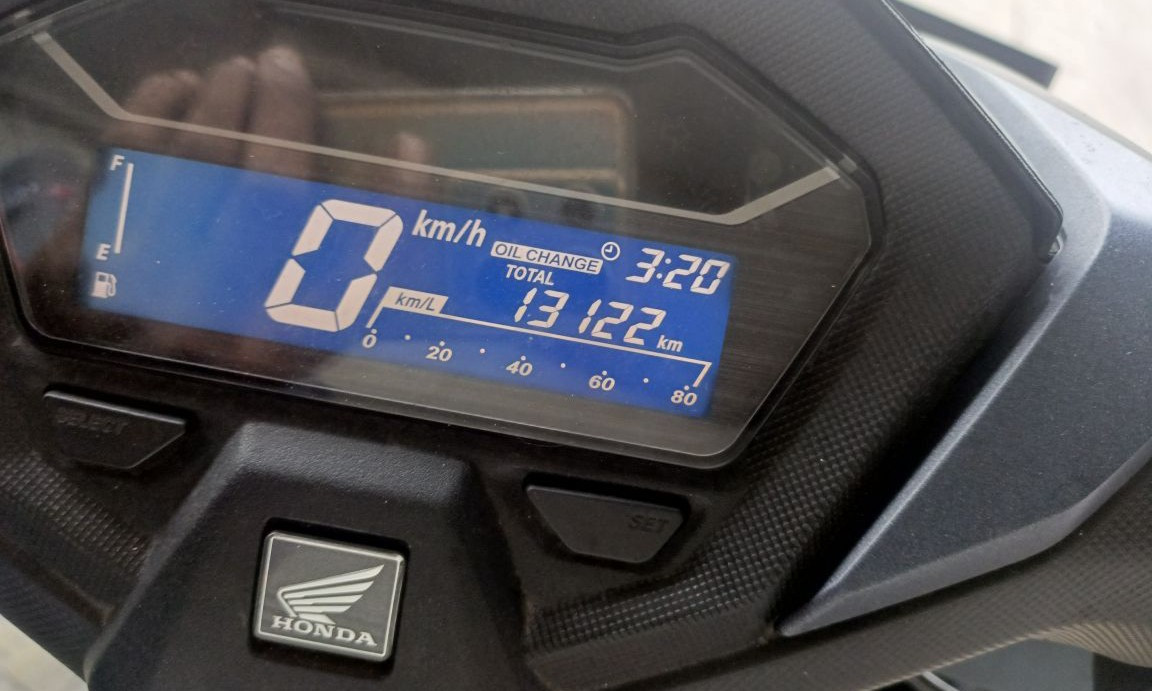 F
E
0 km/h
OIL CHANGE 3:20
TOTAL
13122 km
km/L
0 20 40 60 80
SELECT
SET
HONDA